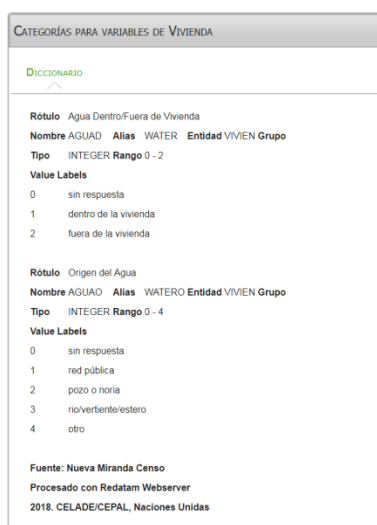 CATEGORÍAS PARA VARIABLES DE VIVIENDA
DICCIONARIO
Rótulo Agua Dentro/Fuera de Vivienda
Nombre AGUAD Alias WATER Entidad VIVIEN Grupo
Tipo INTEGER Rango 0 - 2
Value Labels
0 sin respuesta
1 dentro de la vivienda
2 fuera de la vivienda
Rótulo Origen del Agua
Nombre AGUAO Alias WATERO Entidad VIVIEN Grupo
Tipo INTEGER Rango 0 - 4
Value Labels
0 sin respuesta
1 red pública
2 pozo o noria
3 rio/vertiente/estero
4 otro
Fuente: Nueva Miranda Censo
Procesado con Redatam Webserver
2018. CELADE/CEPAL, Naciones Unidas